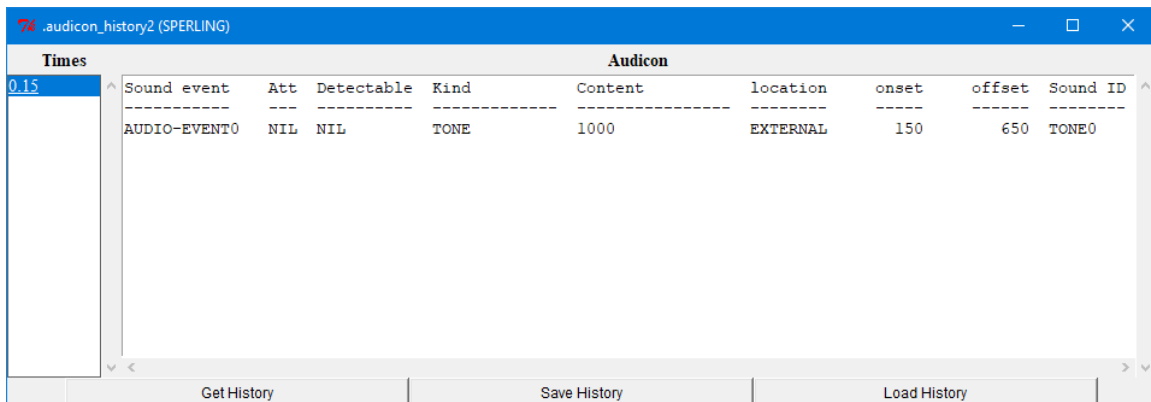 .audicon_history2 (SPERLING)
Times Audicon
0.15
Sound event Att Detectable Kind Content location onset offset Sound ID
----------- --- ---------- ------------- ---------------- -------- ------ ------ --------
AUDIO-EVENT0 NIL NIL TONE 1000 EXTERNAL 150 650 TONE0
Get History Save History Load History